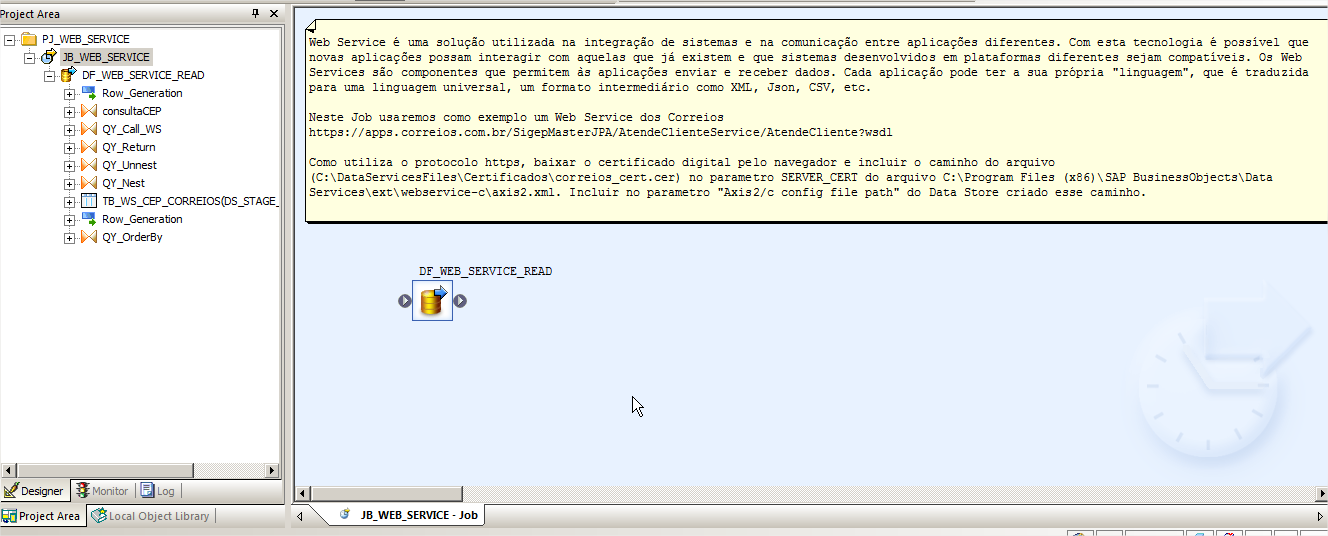 Project Area
PJ_WEB_SERVICE
JB_WEB_SERVICE
DF_WEB_SERVICE_READ
Row_Generation
consultaCEP
QY_Call_WS
QY_Return
QY_Unnest
QY_Nest
TB_WS_CEP_CORREIOS(DS_STAGE_
Row_Generation
QY_OrderBy
Designer
Monitor
Log
Project Area
Local Object Library
Web Service é uma solução utilizada na integração de sistemas e na comunicação entre aplicações diferentes. Com esta tecnologia é possível que
novas aplicações possam interagir com aquelas que já existem e que sistemas desenvolvidos em plataformas diferentes sejam compatíveis. Os Web
Services são componentes que permitem às aplicações enviar e receber dados. Cada aplicação pode ter a sua própria "linguagem", que é traduzida
para uma linguagem universal, um formato intermediário como XML, Json, CSV, etc.
Neste Job usaremos como exemplo um Web Service dos Correios
https://apps.correios.com.br/SigepMasterJPA/AtendeClienteService/AtendeCliente?wsdl
Como utiliza o protocolo https, baixar o certificado digital pelo navegador e incluir o caminho do arquivo
(C:\DataServicesFiles\Certificados\correios_cert.cer) no parametro SERVER_CERT do arquivo C:\Program Files (x86)\SAP BusinessObjects\Data
Services\ext\webservice-c\axis2.xml. Incluir no parametro "Axis2/c config file path" do Data Store criado esse caminho.
DF_WEB_SERVICE_READ
JB_WEB_SERVICE - Job